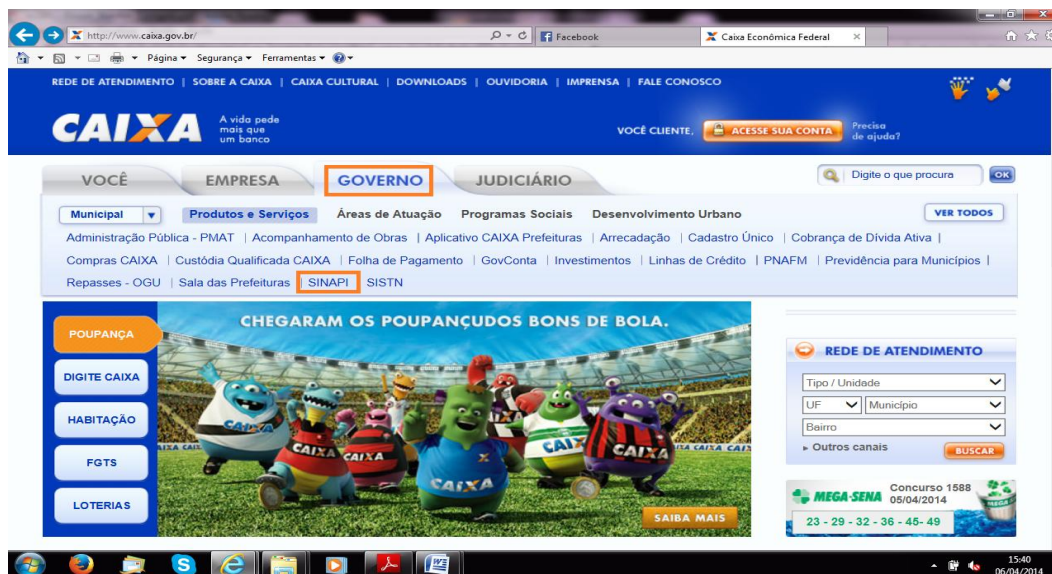 http://www.caixa.gov.br/
Facebook
Caixa Econômica Federal
Página Segurança Ferramentas
REDE DE ATENDIMENTO | SOBRE A CAIXA | CAIXA CULTURAL | DOWNLOADS | OUVIDORIA | IMPRENSA | FALE CONOSCO
CAIXA
A vida pede
mais que
um banco
VOCÊ CLIENTE, ACESSE SUA CONTA
Precisa
de ajuda?
VOCÊ EMPRESA GOVERNO JUDICIÁRIO
Digite o que procura OK
Municipal Produtos e Serviços Áreas de Atuação Programas Sociais Desenvolvimento Urbano VER TODOS
Administração Pública - PMAT | Acompanhamento de Obras | Aplicativo CAIXA Prefeituras | Arrecadação | Cadastro Único | Cobrança de Dívida Ativa |
Compras CAIXA | Custódia Qualificada CAIXA | Folha de Pagamento | GovConta | Investimentos | Linhas de Crédito | PNAFM | Previdência para Municípios |
Repasses - OGU | Sala das Prefeituras | SINAPI SISTN
POUPANÇA
DIGITE CAIXA
HABITAÇÃO
FGTS
LOTERIAS
CHEGARAM OS POUPANÇUDOS BONS DE BOLA.
CAIXA
CAIXA
CAIXA
CAIXA
CAIXA
SAIBA MAIS
REDE DE ATENDIMENTO
Tipo / Unidade
UF Município
Bairro
Outros canais BUSCAR
MEGA-SENA
Concurso 1588
05/04/2014
23 - 29 - 32 - 36 - 45- 49
15:40
06/04/2014